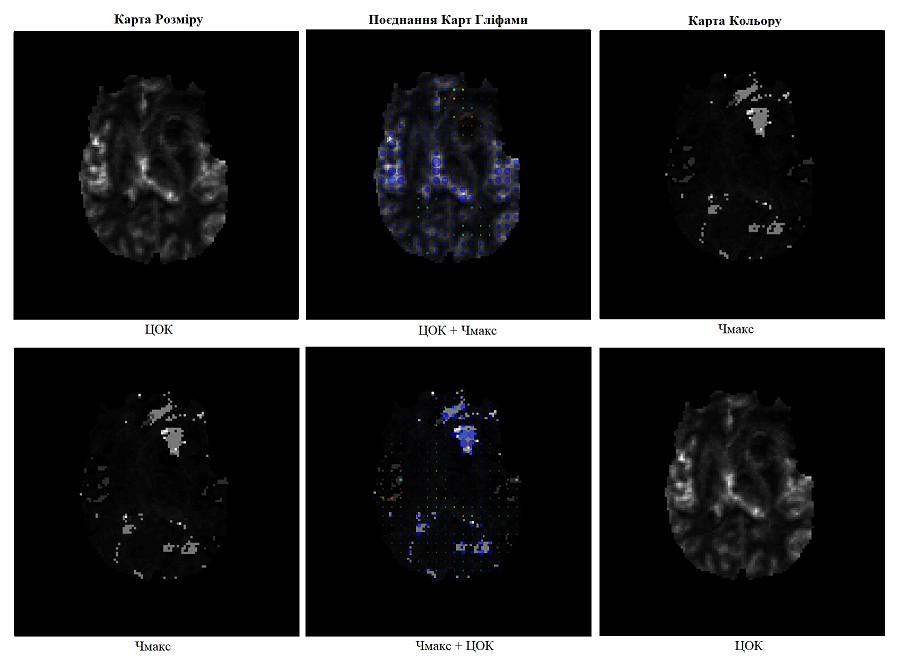 Карта Розміру Поєднання Карт Гліфами Карта Кольору
ЦОК ЦОК + Чмакс Чмакс
Чмакс Чмакс + ЦОК ЦОК